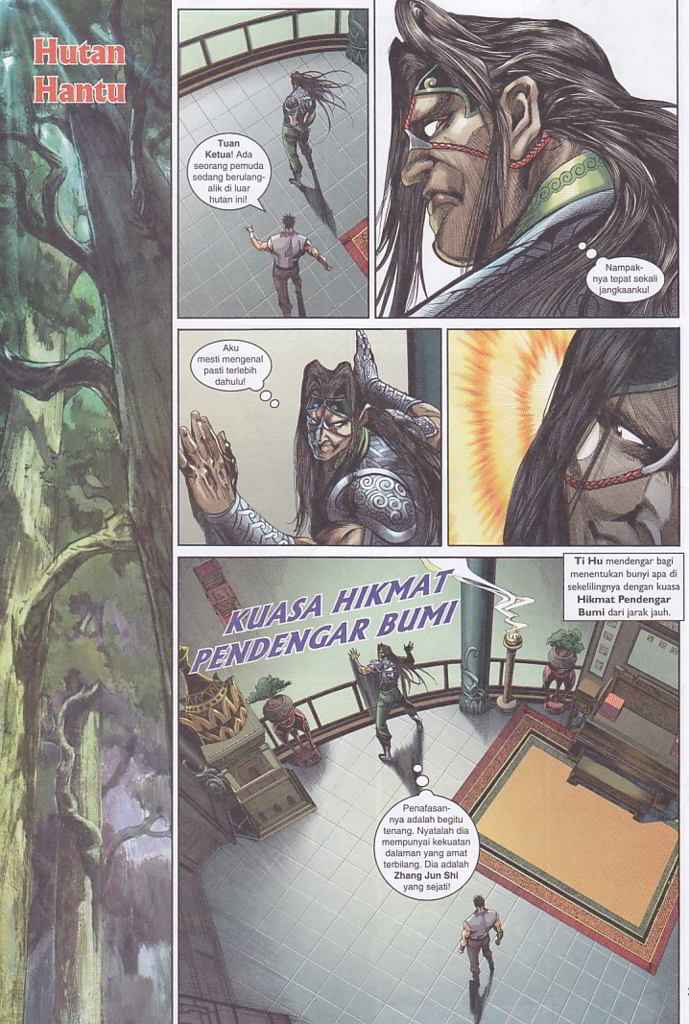 Hutan
Hantu
Tuan
Ketua! Ada
seorang pemuda
sedang berulang-
alik di luar
hutan ini!
Nampak-
nya tepat sekali
jangkaanku!
Aku
mesti mengenal
pasti terlebih
dahulu!
Ti Hu mendengar bagi
menentukan bunyi apa di
sekelilingnya dengan kuasa
Hikmat Pendengar
Bumi dari jarak jauh.
KUASA HIKMAT
PENDENGAR BUMI
Penafasan-
nya adalah begitu
tenang. Nyatalah dia
mempunyai kekuatan
dalaman yang amat
terbilang. Dia adalah
Zhang Jun Shi
yang sejati!